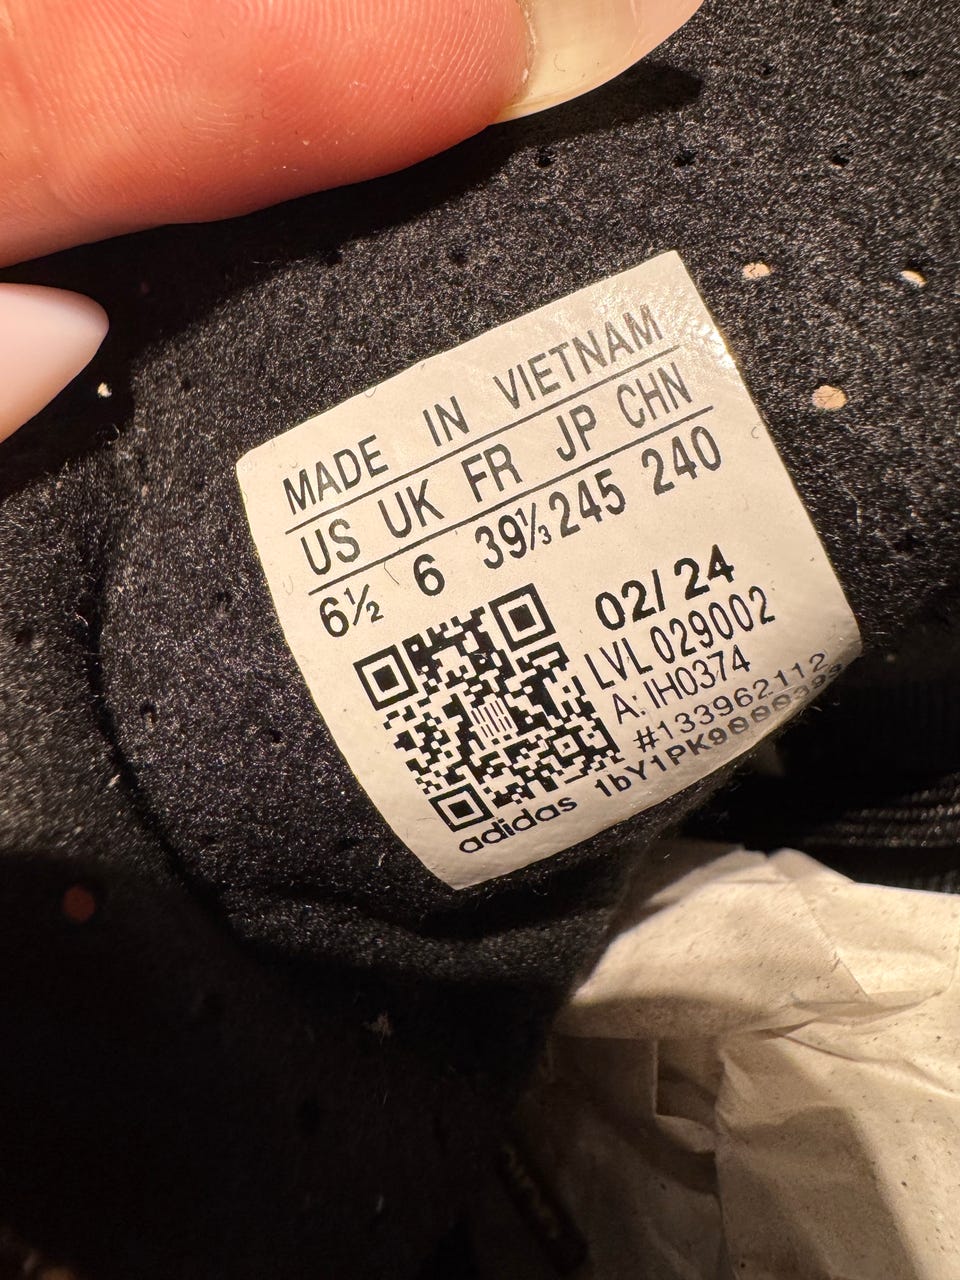 MADE IN VIETNAM
US UK FR JP CHN
6½ 6 39⅓ 245 240
02/24
LVL 029002
A: IH0374
#133962112
adidas